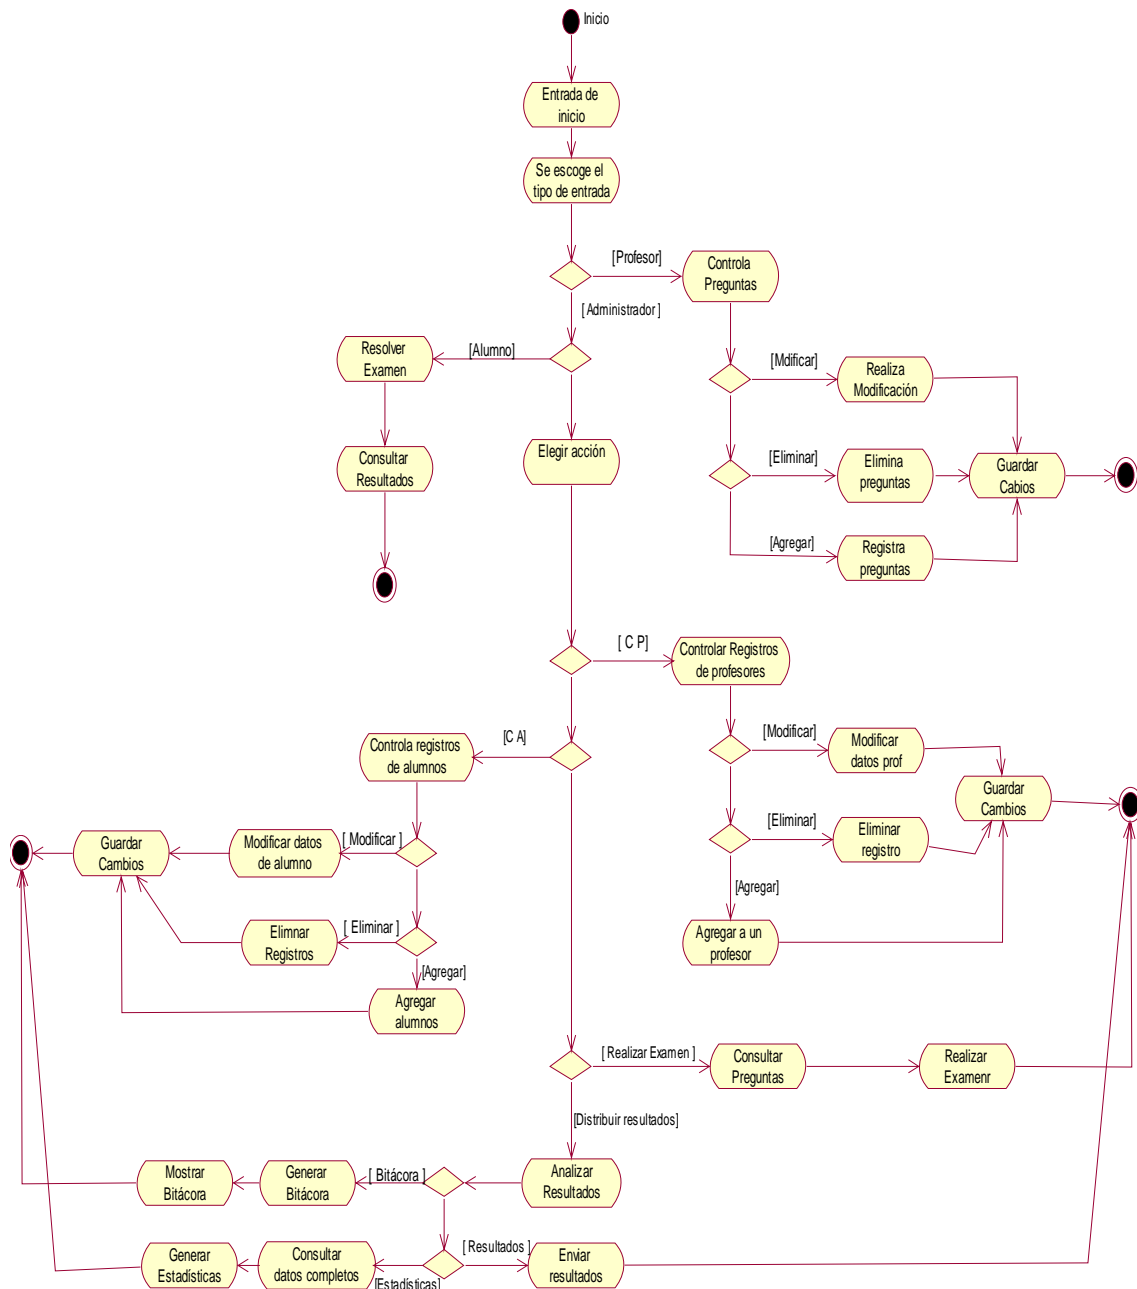 Inicio
Entrada de
inicio
Se escoge el
tipo de entrada
[Profesor]
Controla
Preguntas
[ Administrador ]
[Alumno]
Resolver
Examen
[Mdificar]
Realiza
Modificación
Elegir acción
Consultar
Resultados
[Eliminar]
Elimina
preguntas
Guardar
Cabios
[Agregar]
Registra
preguntas
[ C P]
Controlar Registros
de profesores
[C A]
Controla registros
de alumnos
[Modificar]
Modificar
datos prof
Guardar
Cambios
[Eliminar]
Eliminar
registro
[ Modificar ]
Modificar datos
de alumno
Guardar
Cambios
[Agregar]
Agregar a un
profesor
[ Eliminar ]
Elimnar
Registros
[Agregar]
Agregar
alumnos
[ Realizar Examen ]
Consultar
Preguntas
Realizar
Examenr
[Distribuir resultados]
Analizar
Resultados
[ Bitácora ]
Generar
Bitácora
Mostrar
Bitácora
[ Resultados ]
Enviar
resultados
[Estadísticas]
Consultar
datos completos
Generar
Estadísticas